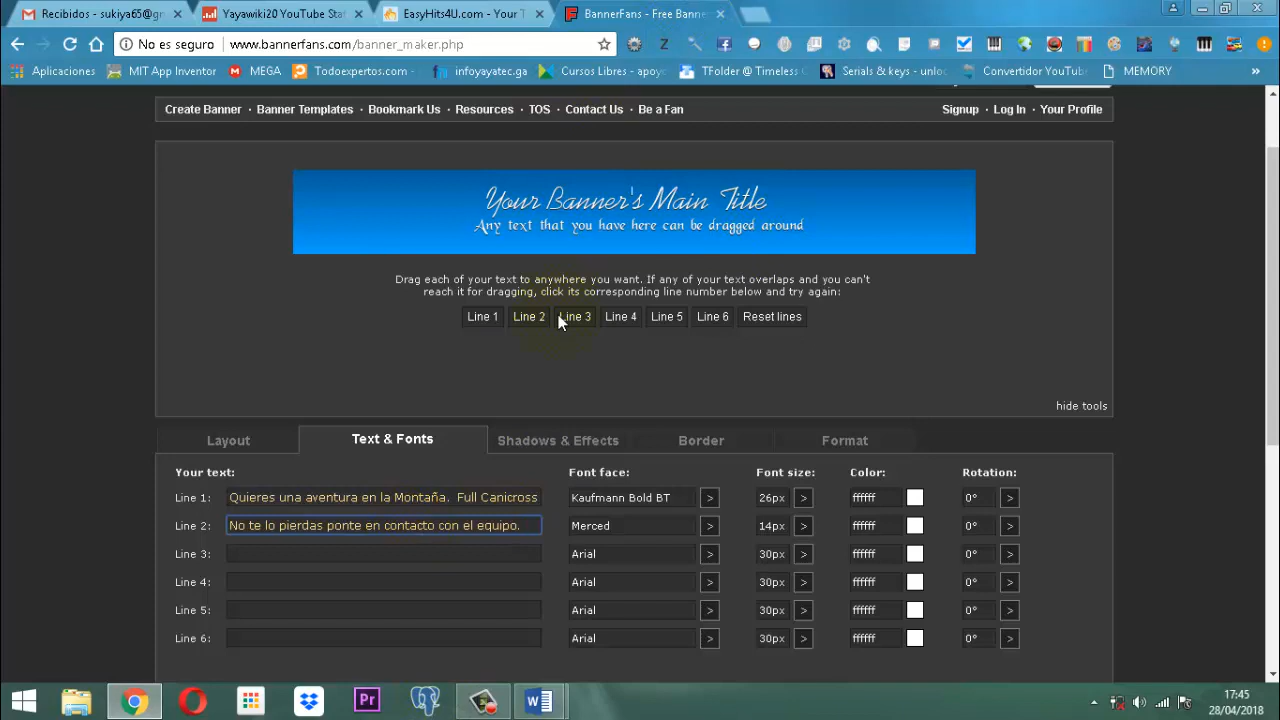 Recibidos - sukiya65@gr
Yayawiki20 YouTube Stat
EasyHits4U.com - Your T
BannerFans - Free Banne
No es seguro
www.bannerfans.com/banner_maker.php
Aplicaciones
MIT App Inventor
MEGA
Todoexpertos.com -
infoyayatec.ga
Cursos Libres - apoyo
TFolder @ Timeless G
Serials & keys - unloc
Convertidor YouTub
MEMORY
»
Create Banner · Banner Templates · Bookmark Us · Resources · TOS · Contact Us · Be a Fan
Signup · Log In · Your Profile
Your Banner's Main Title
Any text that you have here can be dragged around
Drag each of your text to anywhere you want. If any of your text overlaps and you can't
reach it for dragging, click its corresponding line number below and try again:
Line 1 Line 2 Line 3 Line 4 Line 5 Line 6 Reset lines
hide tools
Layout Text & Fonts Shadows & Effects Border Format
Your text: Font face: Font size: Color: Rotation:
Line 1: Quieres una aventura en la Montaña. Full Canicross Kaufmann Bold BT > 26px > ffffff 0° >
Line 2: No te lo pierdas ponte en contacto con el equipo. Merced > 14px > ffffff 0° >
Line 3: Arial > 30px > ffffff 0° >
Line 4: Arial > 30px > ffffff 0° >
Line 5: Arial > 30px > ffffff 0° >
Line 6: Arial > 30px > ffffff 0° >
Pr
17:45
28/04/2018